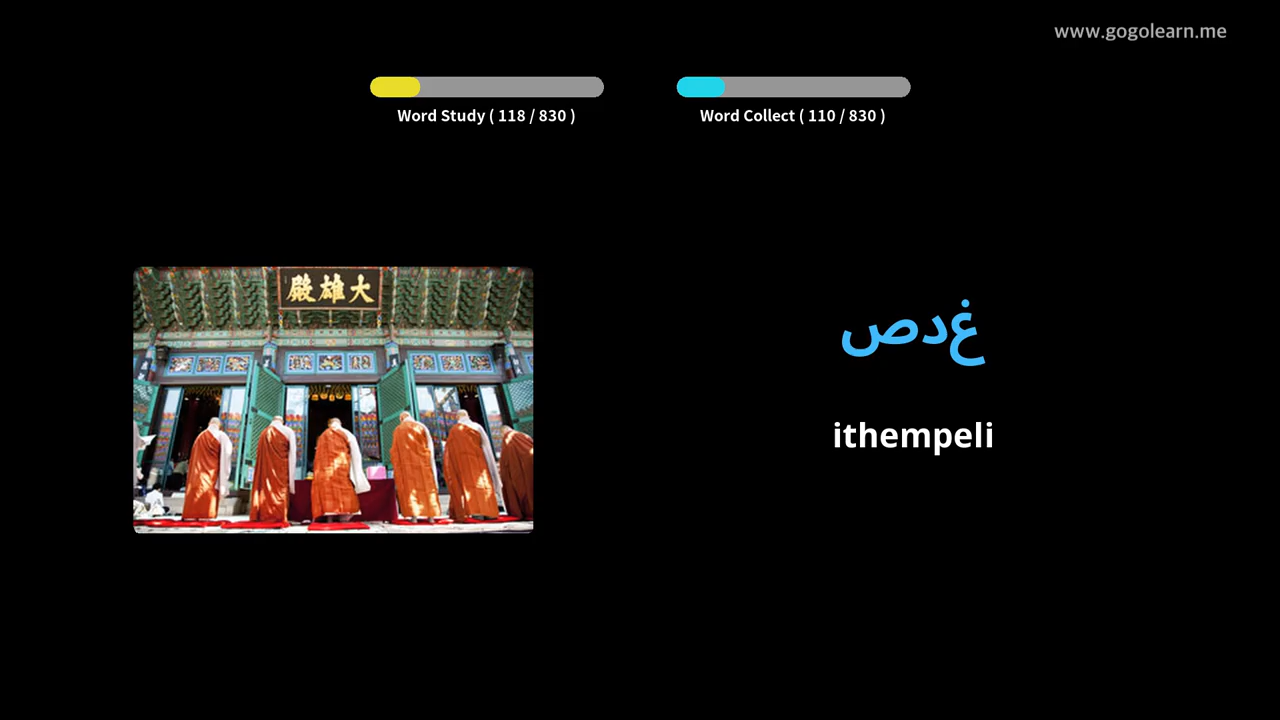 www.gogolearn.me
Word Study ( 118 / 830 )
Word Collect ( 110 / 830 )
大雄殿
غدص
ithempeli